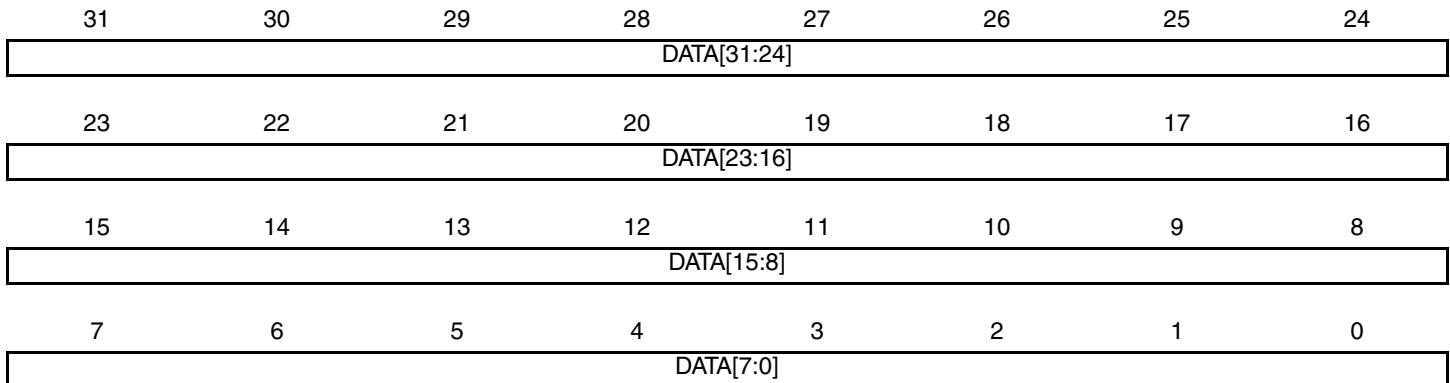 31 30 29 28 27 26 25 24
DATA[31:24]
23 22 21 20 19 18 17 16
DATA[23:16]
15 14 13 12 11 10 9 8
DATA[15:8]
7 6 5 4 3 2 1 0
DATA[7:0]